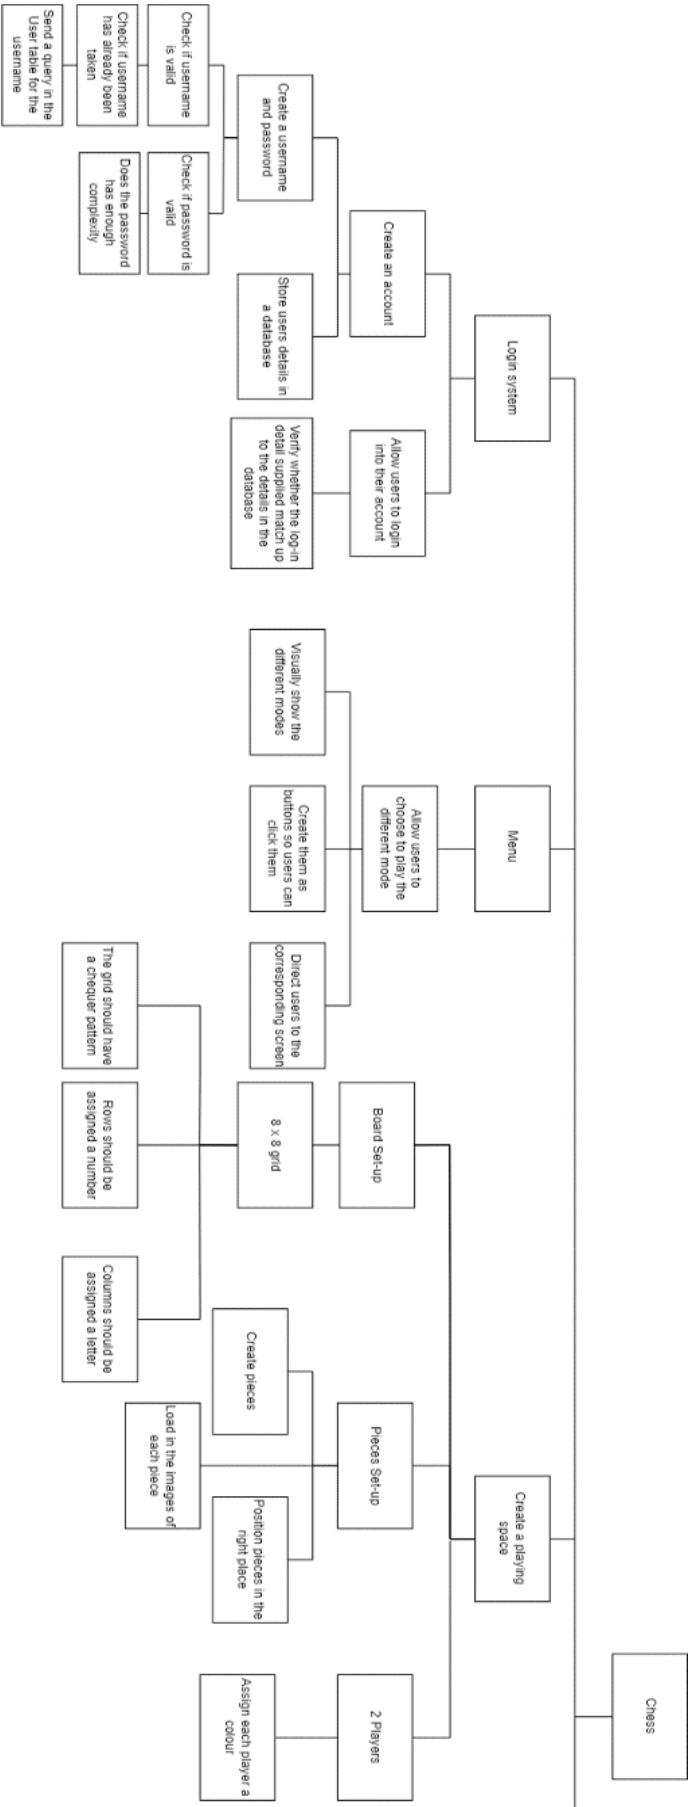 Chess
Login system
Menu
Create a playing
space
Create an account
Allow users to login
into their account
Allow users to
choose to play the
different mode
Board Set-up
Pieces Set-up
2 Players
Create a username
and password
Store users details in
a database
Verify whether the log-in
detail supplied match up
to the details in the
database
Visually show the
different modes
Create them as
buttons so users can
click them
Direct users to the
corresponding screen
8 x 8 grid
Create pieces
Load in the images of
each piece
Position pieces in the
right place
Assign each player a
colour
Check if username
is valid
Check if password is
valid
The grid should have
a chequer pattern
Rows should be
assigned a number
Columns should be
assigned a letter
Check if username
has already been
taken
Does the password
has enough
complexity
Send a query in the
User table for the
username